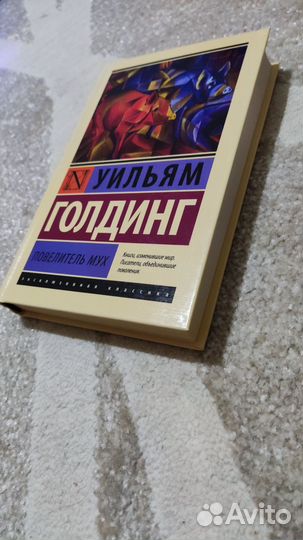 N
УИЛЬЯМ
ГОЛДИНГ
ПОВЕЛИТЕЛЬ МУХ
Книги, изменившие мир.
Писатели, объединившие
поколения.
ЭКСКЛЮЗИВНАЯ КЛАССИКА
Avito